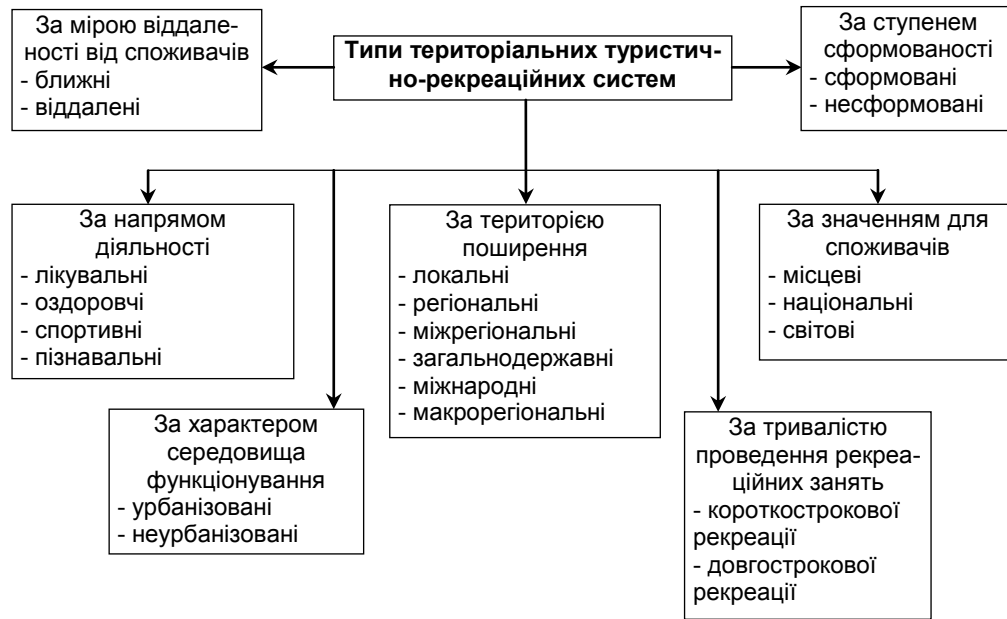 За мірою віддале-
ності від споживачів
- ближні
- віддалені
Типи територіальних туристич-
но-рекреаційних систем
За ступенем
сформованості
- сформовані
- несформовані
За напрямом
діяльності
- лікувальні
- оздоровчі
- спортивні
- пізнавальні
За територією
поширення
- локальні
- регіональні
- міжрегіональні
- загальнодержавні
- міжнародні
- макрорегіональні
За значенням для
споживачів
- місцеві
- національні
- світові
За характером
середовища
функціонування
- урбанізовані
- неурбанізовані
За тривалістю
проведення рекреа-
ційних занять
- короткострокової
рекреації
- довгострокової
рекреації